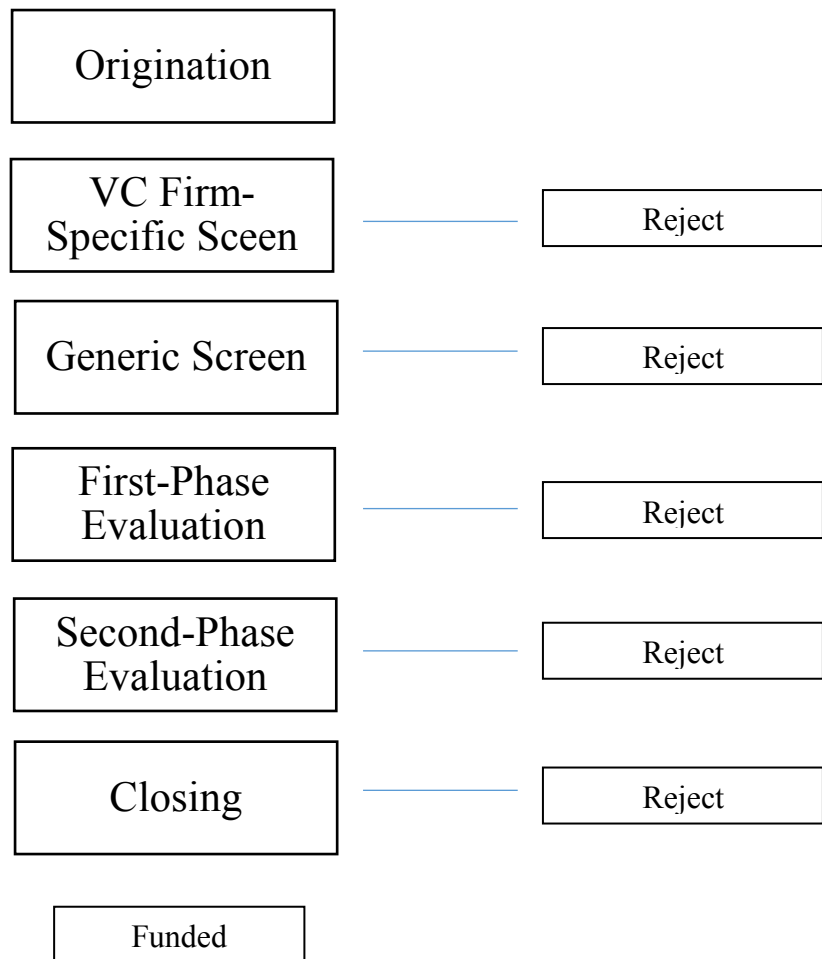 Origination
VC Firm-
Specific Sceen
Reject
Generic Screen
Reject
First-Phase
Evaluation
Reject
Second-Phase
Evaluation
Reject
Closing
Reject
Funded